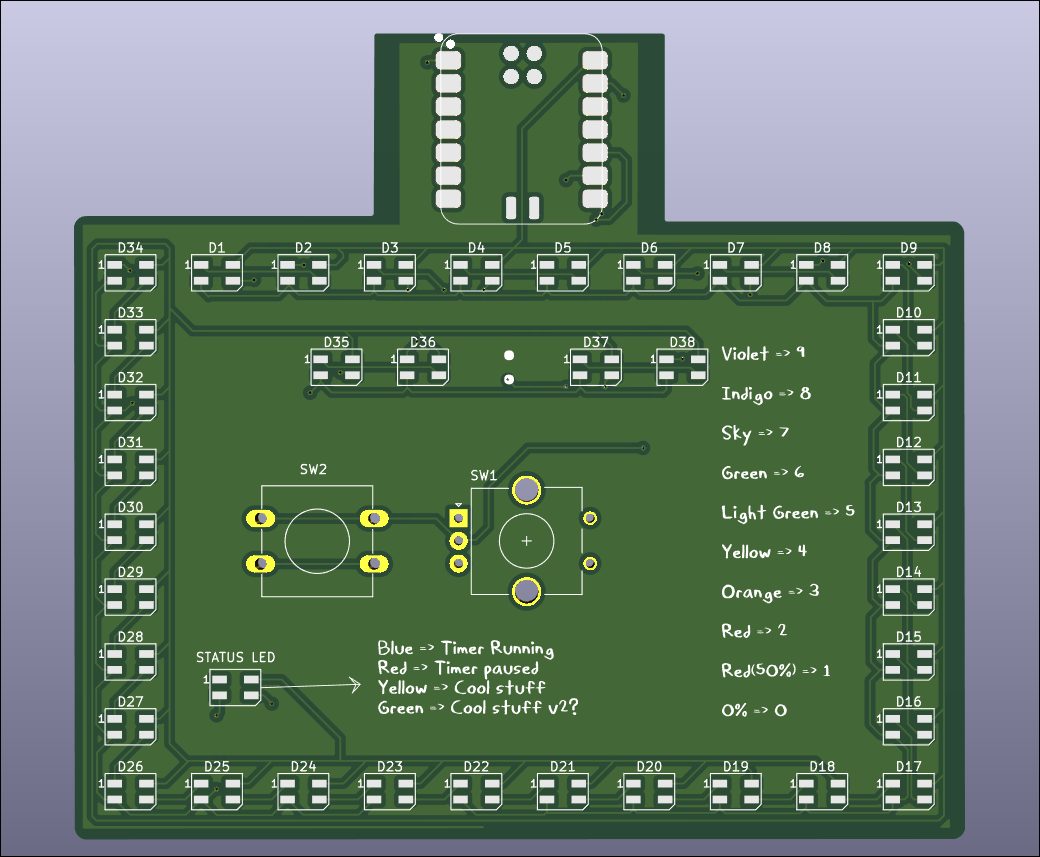 D34 D1 D2 D3 D4 D5 D6 D7 D8 D9
1 1 1 1 1 1 1 1 1 1
D33 D10
1 1
D35 D36 D37 D38
1 1 1 1
Violet => 9
D32 D11
1 1
Indigo => 8
D31 D12
1 1
Sky => 7
SW2 SW1
Green => 6
D30 D13
1 1
Light Green => 5
Yellow => 4
D29 D14
1 1
Orange => 3
D28 D15
1 1
Red => 2
STATUS LED
1
Blue => Timer Running
Red => Timer paused
Yellow => Cool stuff
Green => Cool stuff v2?
Red(50%) => 1
D27 D16
1 1
0% => 0
D26 D25 D24 D23 D22 D21 D20 D19 D18 D17
1 1 1 1 1 1 1 1 1 1